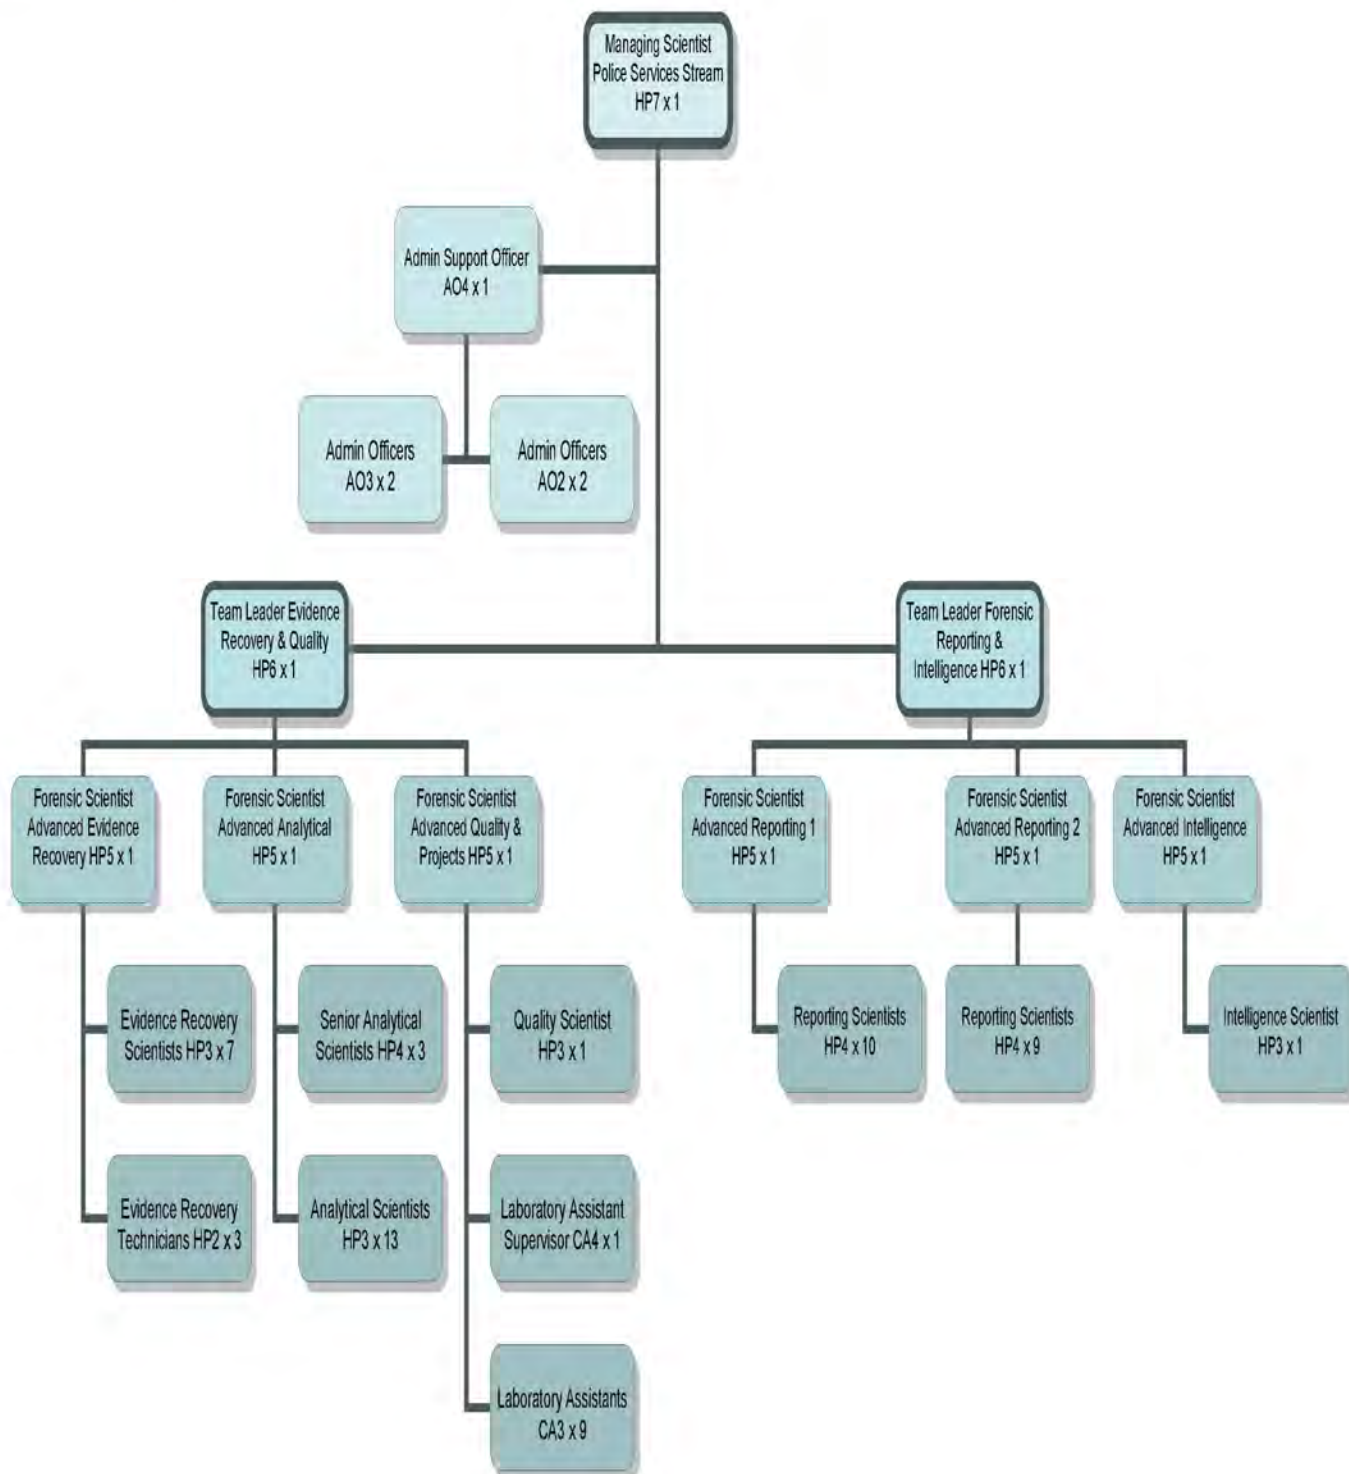 Managing Scientist
Police Services Stream
HP7 x 1
Admin Support Officer
AO4 x 1
Admin Officers
AO3 x 2
Admin Officers
AO2 x 2
Team Leader Evidence
Recovery & Quality
HP6 x 1
Team Leader Forensic
Reporting &
Intelligence HP6 x 1
Forensic Scientist
Advanced Evidence
Recovery HP5 x 1
Forensic Scientist
Advanced Analytical
HP5 x 1
Forensic Scientist
Advanced Quality &
Projects HP5 x 1
Forensic Scientist
Advanced Reporting 1
HP5 x 1
Forensic Scientist
Advanced Reporting 2
HP5 x 1
Forensic Scientist
Advanced Intelligence
HP5 x 1
Evidence Recovery
Scientists HP3 x 7
Senior Analytical
Scientists HP4 x 3
Quality Scientist
HP3 x 1
Reporting Scientists
HP4 x 10
Reporting Scientists
HP4 x 9
Intelligence Scientist
HP3 x 1
Evidence Recovery
Technicians HP2 x 3
Analytical Scientists
HP3 x 13
Laboratory Assistant
Supervisor CA4 x 1
Laboratory Assistants
CA3 x 9